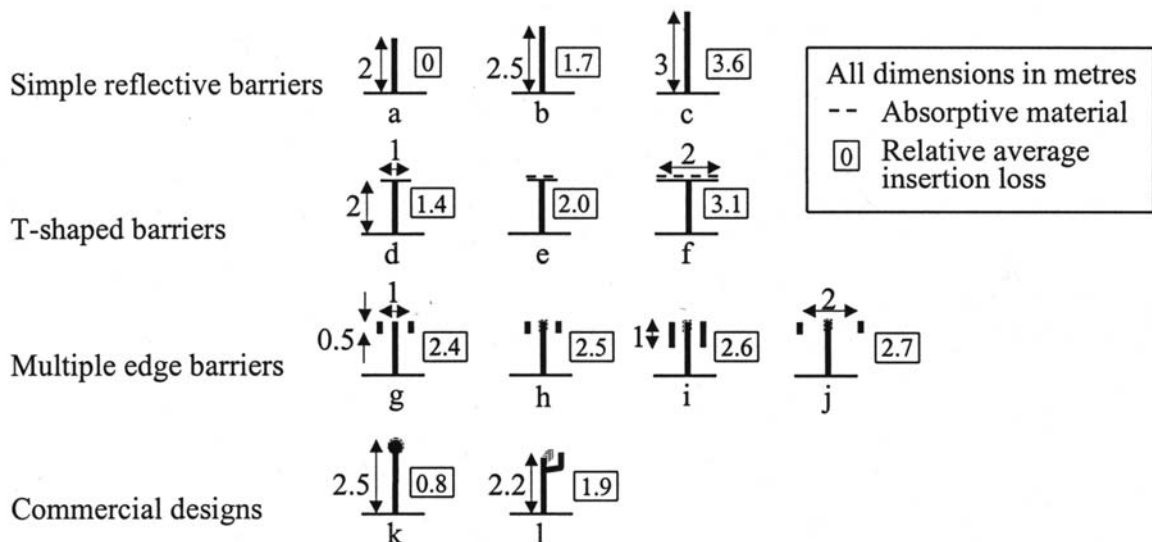 Simple reflective barriers
2 0
a
2.5 1.7
b
3 3.6
c
All dimensions in metres
Absorptive material
0 Relative average
insertion loss
T-shaped barriers
1
2 1.4
d
2.0
e
2
3.1
f
Multiple edge barriers
1
0.5 2.4
g
2.5
h
1 2.6
i
2
2.7
j
Commercial designs
2.5 0.8
k
2.2 1.9
l